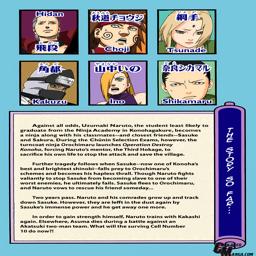 Hidan
飛段
秋道チョウジ
Choji
綱手
Tsunade
角都
Kakuzu
山中いの
Ino
奈良シカマル
Shikamaru
Against all odds, Uzumaki Naruto, the student least likely to
graduate from the Ninja Academy in Konohagakure, becomes
a ninja along with his classmates—and closest friends—Sasuke
and Sakura. During the Chûnin Selection Exams, however, the
turncoat ninja Orochimaru launches Operation Destroy
Konoha, forcing Naruto's mentor, the Third Hokage, to
sacrifice his own life to stop the attack and save the village.
Further tragedy follows when Sasuke—now one of Konoha's
best and brightest shinobi—falls prey to Orochimaru's
schemes and becomes his hapless thrall. Though Naruto fights
valiantly to stop Sasuke from becoming slave to one of their
worst enemies, he ultimately fails. Sasuke flees to Orochimaru,
and Naruto vows to rescue his friend someday...
Two years pass. Naruto and his comrades grow up and track
down Sasuke. However, they are left in the dust again by
Sasuke's immense power and he gets away once more.
In order to gain strength himself, Naruto trains with Kakashi
again. Elsewhere, Asuma dies during a battle against an
Akatsuki two-man team. What will the surviving Cell Number
10 do now?!
THE STORY SO FAR...